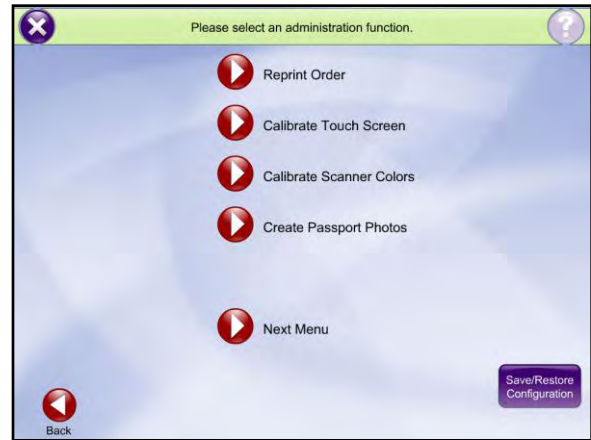 Please select an administration function.
?
Reprint Order
Calibrate Touch Screen
Calibrate Scanner Colors
Create Passport Photos
Next Menu
Save/Restore
Configuration
Back